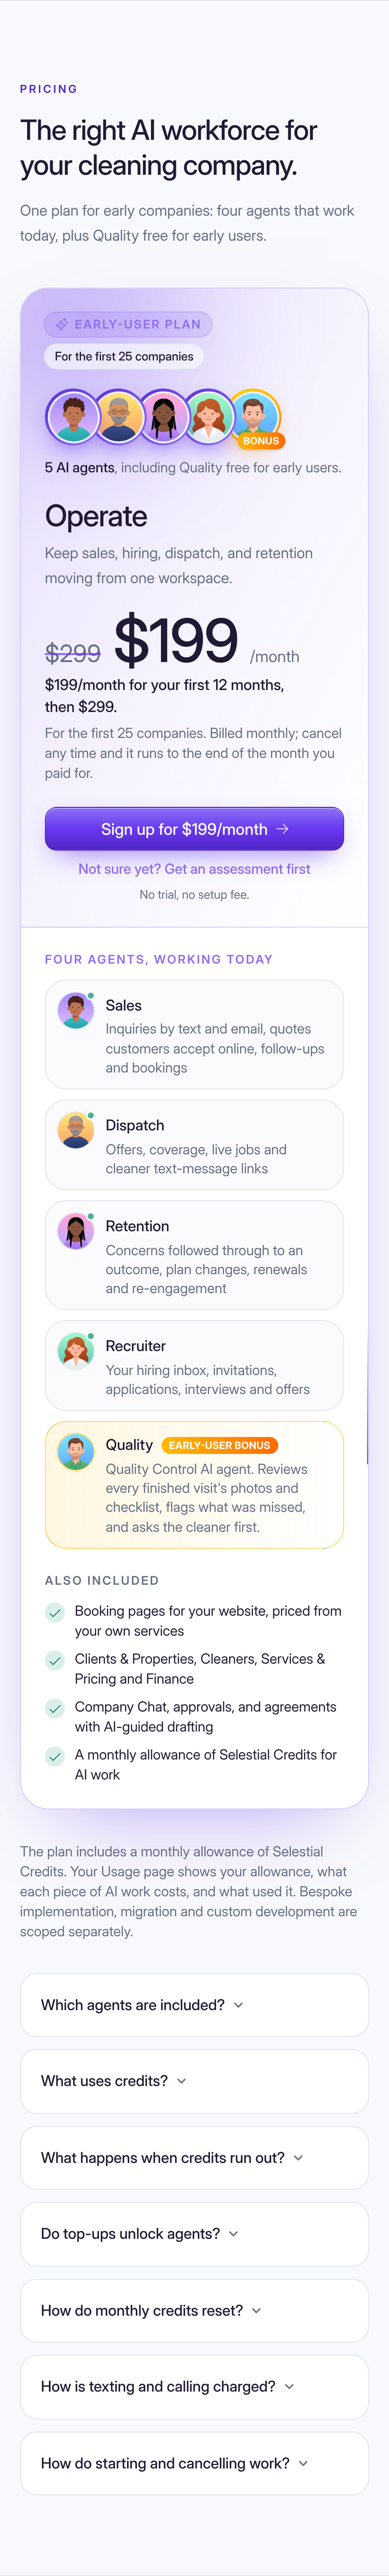 PRICING
The right AI workforce for
your cleaning company.
One plan for early companies: four agents that work
today, plus Quality free for early users.
EARLY-USER PLAN
For the first 25 companies
BONUS
5 AI agents, including Quality free for early users.
Operate
Keep sales, hiring, dispatch, and retention
moving from one workspace.
$299 $199 /month
$199/month for your first 12 months,
then $299.
For the first 25 companies. Billed monthly; cancel
any time and it runs to the end of the month you
paid for.
Sign up for $199/month →
Not sure yet? Get an assessment first
No trial, no setup fee.
FOUR AGENTS, WORKING TODAY
Sales
Inquiries by text and email, quotes
customers accept online, follow-ups
and bookings
Dispatch
Offers, coverage, live jobs and
cleaner text-message links
Retention
Concerns followed through to an
outcome, plan changes, renewals
and re-engagement
Recruiter
Your hiring inbox, invitations,
applications, interviews and offers
Quality EARLY-USER BONUS
Quality Control AI agent. Reviews
every finished visit's photos and
checklist, flags what was missed,
and asks the cleaner first.
ALSO INCLUDED
Booking pages for your website, priced from
your own services
Clients & Properties, Cleaners, Services &
Pricing and Finance
Company Chat, approvals, and agreements
with AI-guided drafting
A monthly allowance of Selestial Credits for
AI work
The plan includes a monthly allowance of Selestial
Credits. Your Usage page shows your allowance, what
each piece of AI work costs, and what used it. Bespoke
implementation, migration and custom development are
scoped separately.
Which agents are included?
What uses credits?
What happens when credits run out?
Do top-ups unlock agents?
How do monthly credits reset?
How is texting and calling charged?
How do starting and cancelling work?